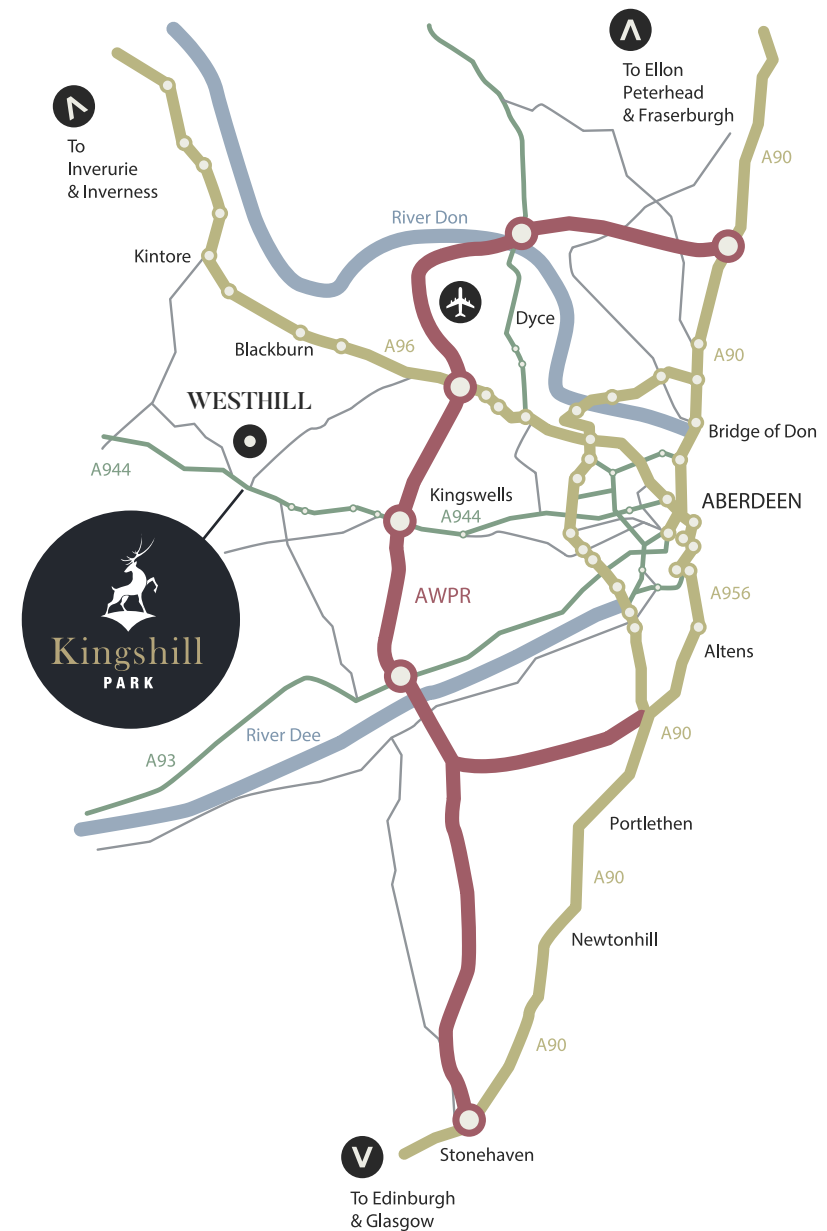 To Ellon
Peterhead
& Fraserburgh
To
Inverurie
& Inverness
A90
River Don
Kintore
Dyce
Blackburn
A96
A90
WESTHILL
Bridge of Don
A944
Kingswells
A944
ABERDEEN
AWPR
A956
Kingshill
PARK
Altens
River Dee
A90
A93
Portlethen
A90
Newtonhill
A90
Stonehaven
To Edinburgh
& Glasgow